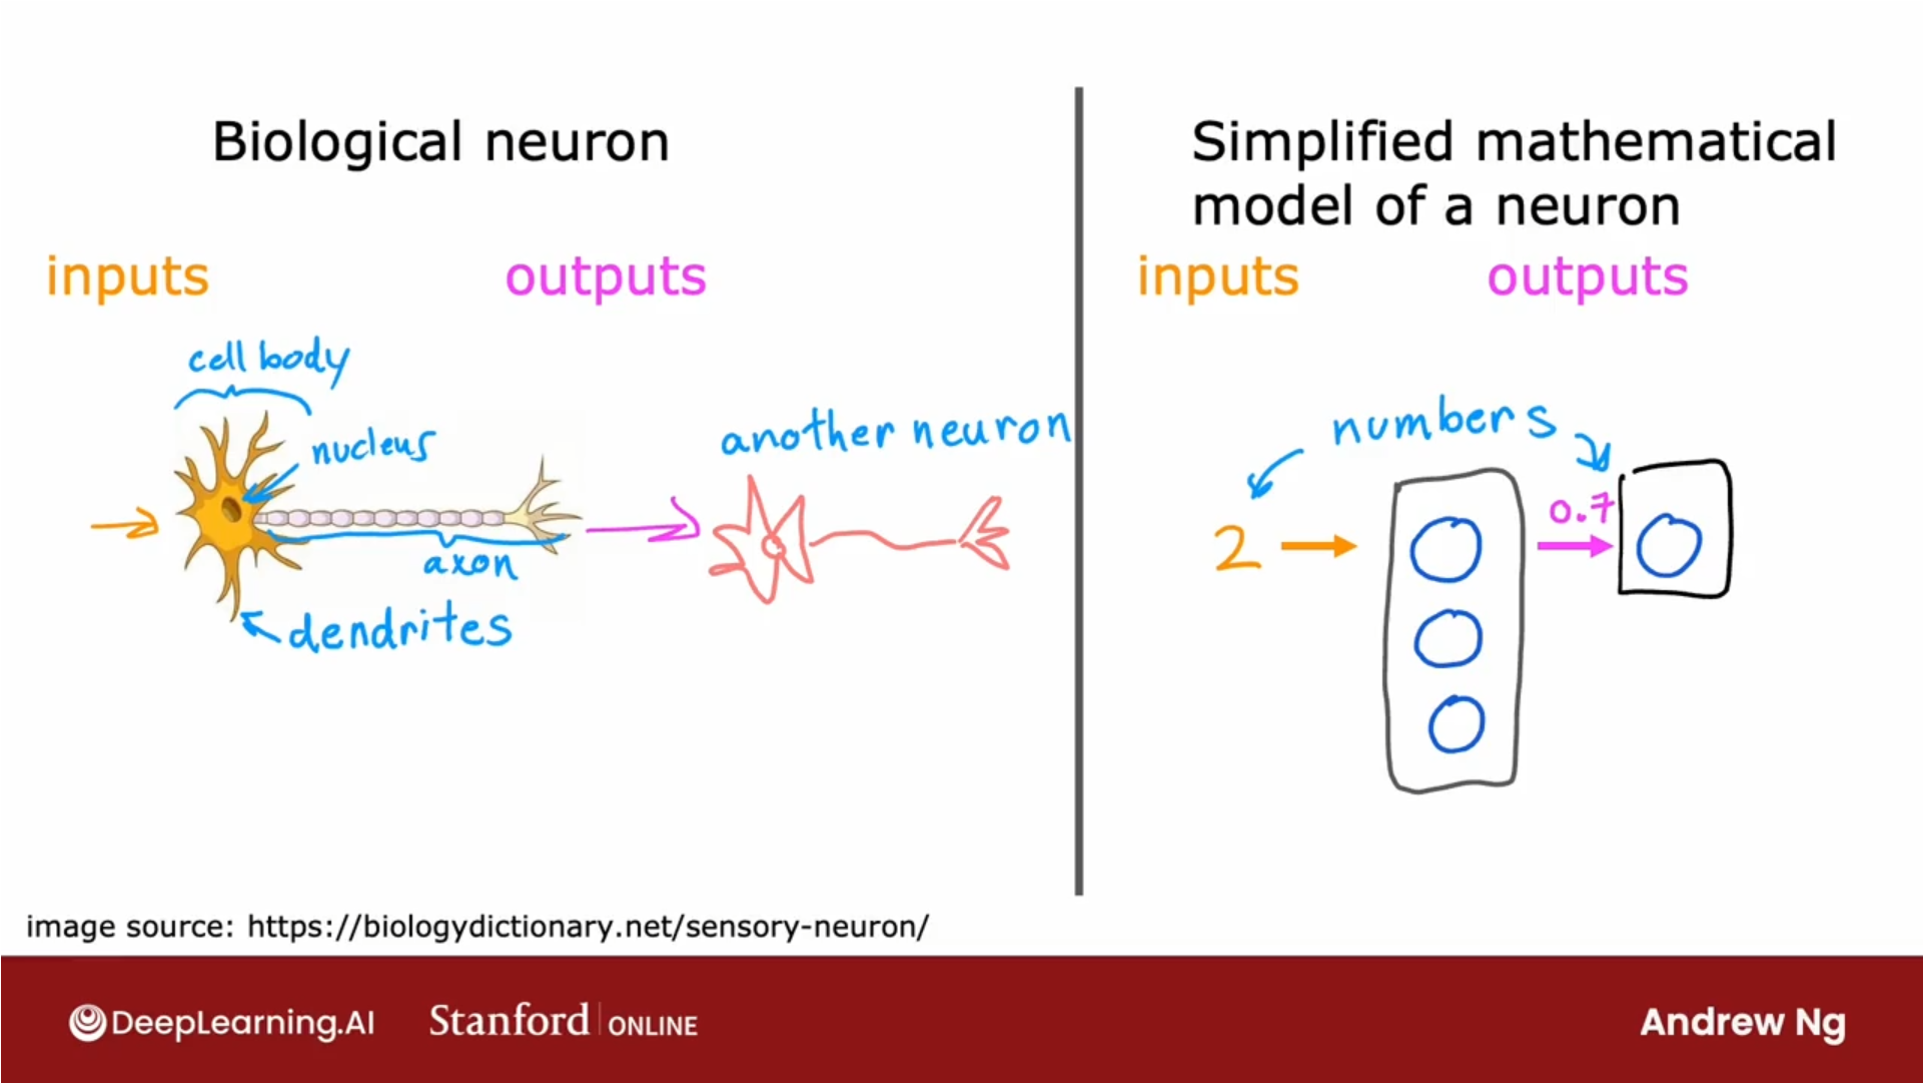 Biological neuron
inputs
outputs
cell body
nucleus
another neuron
axon
dendrites
Simplified mathematical
model of a neuron
inputs
outputs
numbers
2
0.7
image source: https://biologydictionary.net/sensory-neuron/
DeepLearning.AI
Stanford | ONLINE
Andrew Ng